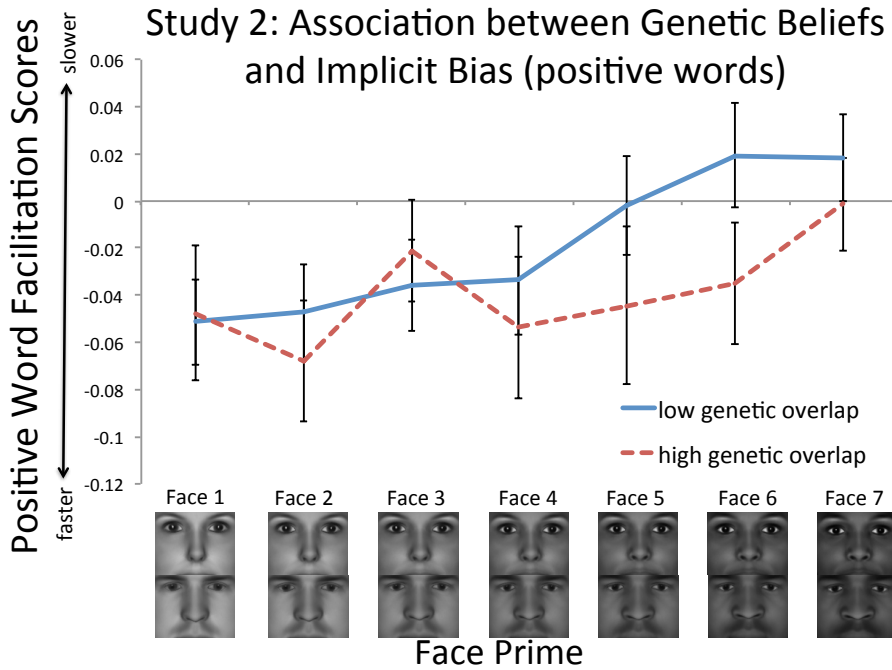 Study 2: Association between Genetic Beliefs
and Implicit Bias (positive words)
Positive Word Facilitation Scores
slower
faster
0.06
0.04
0.02
0
-0.02
-0.04
-0.06
-0.08
-0.1
-0.12
low genetic overlap
high genetic overlap
Face 1 Face 2 Face 3 Face 4 Face 5 Face 6 Face 7
Face Prime